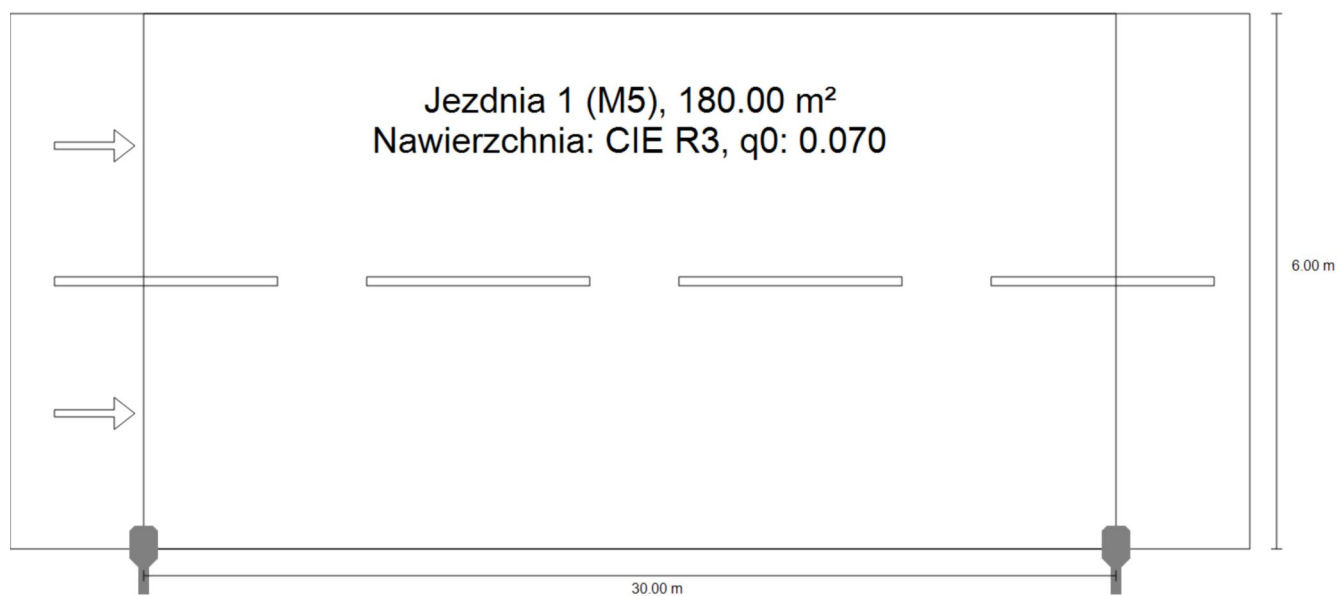 Jezdnia 1 (M5), 180.00 m²
Nawierzchnia: CIE R3, q0: 0.070
6.00 m
30.00 m